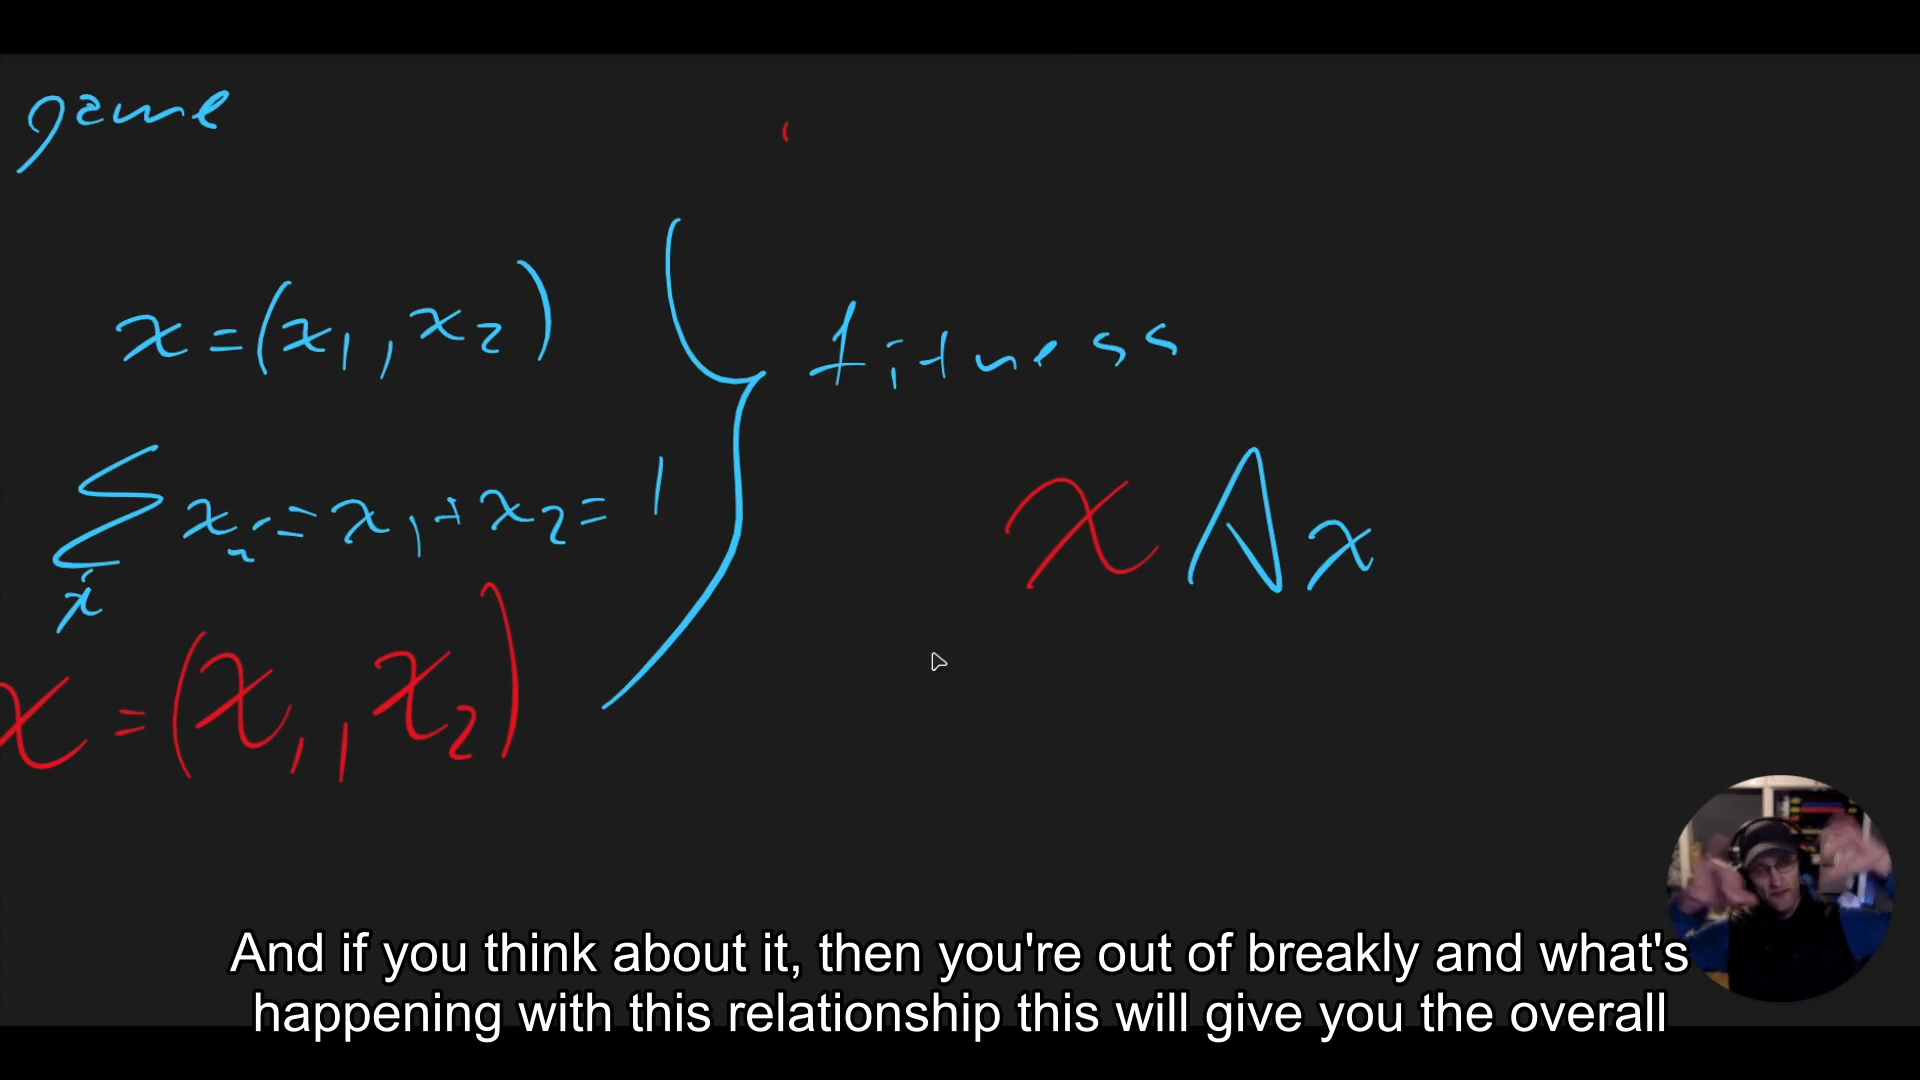 game
x = (x₁, x₂)
fitness
∑ xᵢ = x₁ + x₂ = 1
i
x A x
x = (x₁, x₂)
And if you think about it, then you're out of breakly and what's
happening with this relationship this will give you the overall